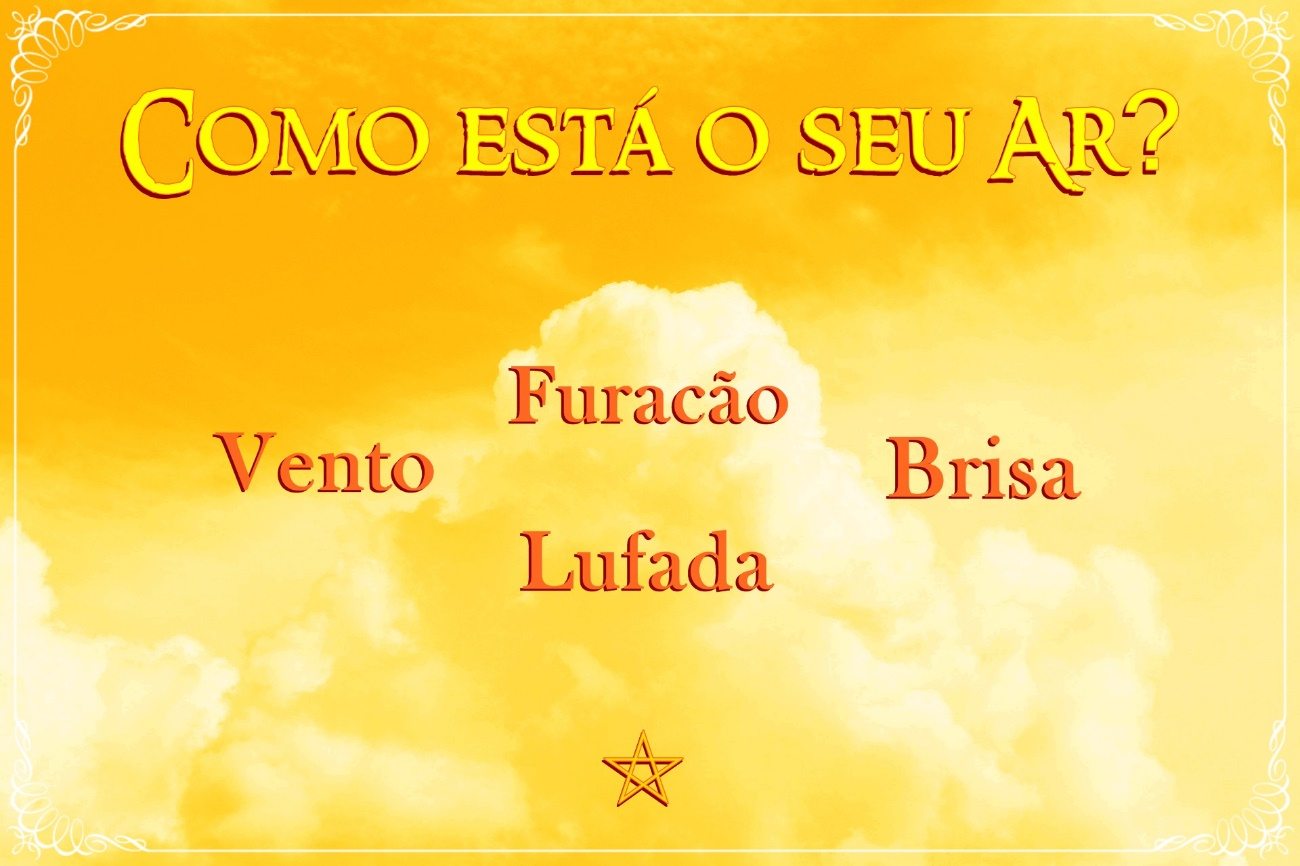 Como está o seu Ar?
Furacão
Vento
Brisa
Lufada